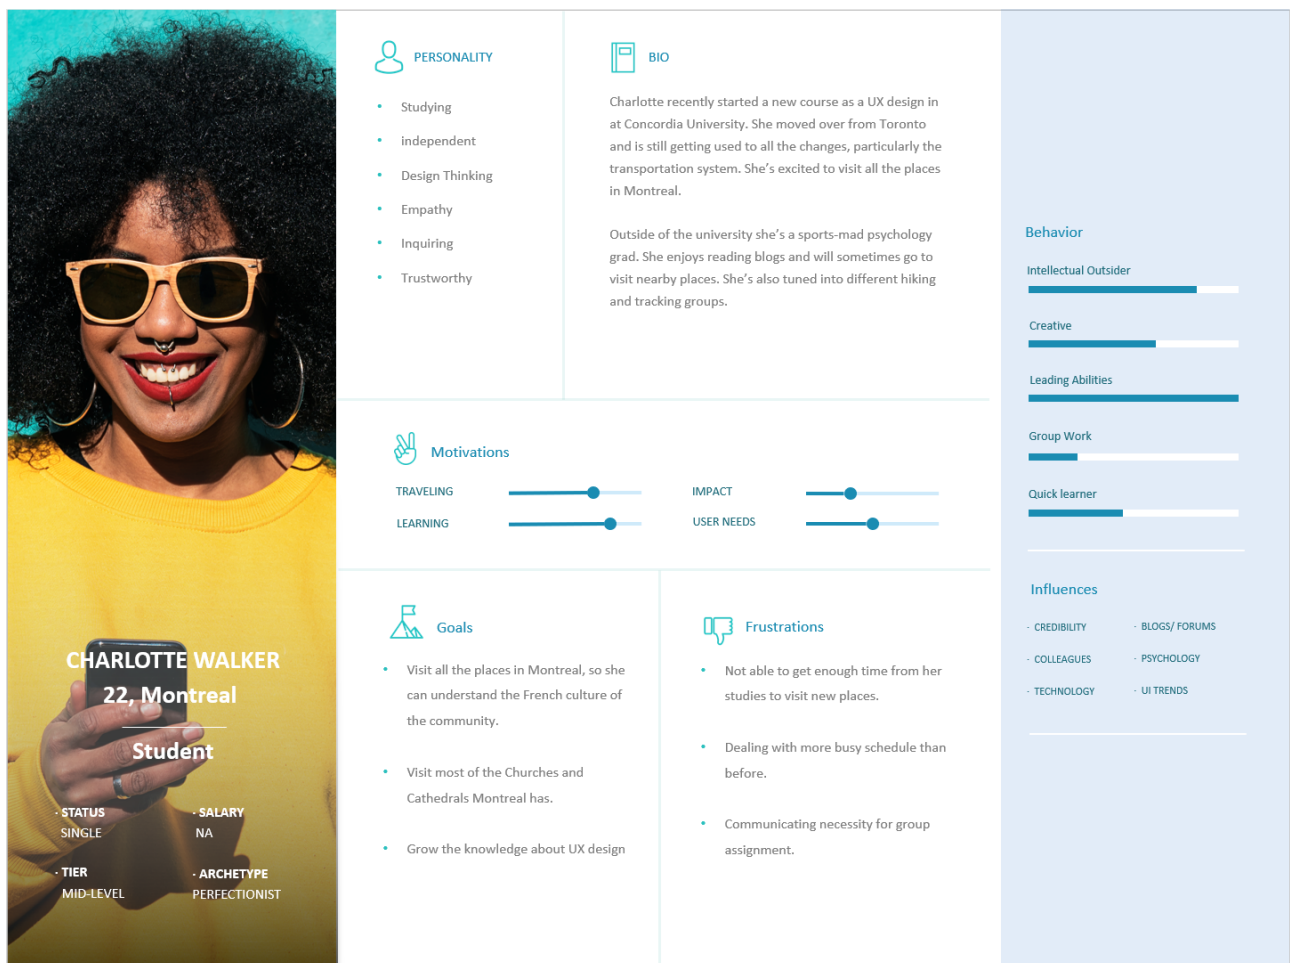 CHARLOTTE WALKER
22, Montreal
Student
· STATUS
SINGLE
· SALARY
NA
· TIER
MID-LEVEL
· ARCHETYPE
PERFECTIONIST
PERSONALITY
• Studying
• independent
• Design Thinking
• Empathy
• Inquiring
• Trustworthy
BIO
Charlotte recently started a new course as a UX design in
at Concordia University. She moved over from Toronto
and is still getting used to all the changes, particularly the
transportation system. She's excited to visit all the places
in Montreal.
Outside of the university she's a sports-mad psychology
grad. She enjoys reading blogs and will sometimes go to
visit nearby places. She's also tuned into different hiking
and tracking groups.
Motivations
TRAVELING
LEARNING
IMPACT
USER NEEDS
Goals
• Visit all the places in Montreal, so she
can understand the French culture of
the community.
• Visit most of the Churches and
Cathedrals Montreal has.
• Grow the knowledge about UX design
Frustrations
• Not able to get enough time from her
studies to visit new places.
• Dealing with more busy schedule than
before.
• Communicating necessity for group
assignment.
Behavior
Intellectual Outsider
Creative
Leading Abilities
Group Work
Quick learner
Influences
· CREDIBILITY
· COLLEAGUES
· TECHNOLOGY
· BLOGS/ FORUMS
· PSYCHOLOGY
· UI TRENDS